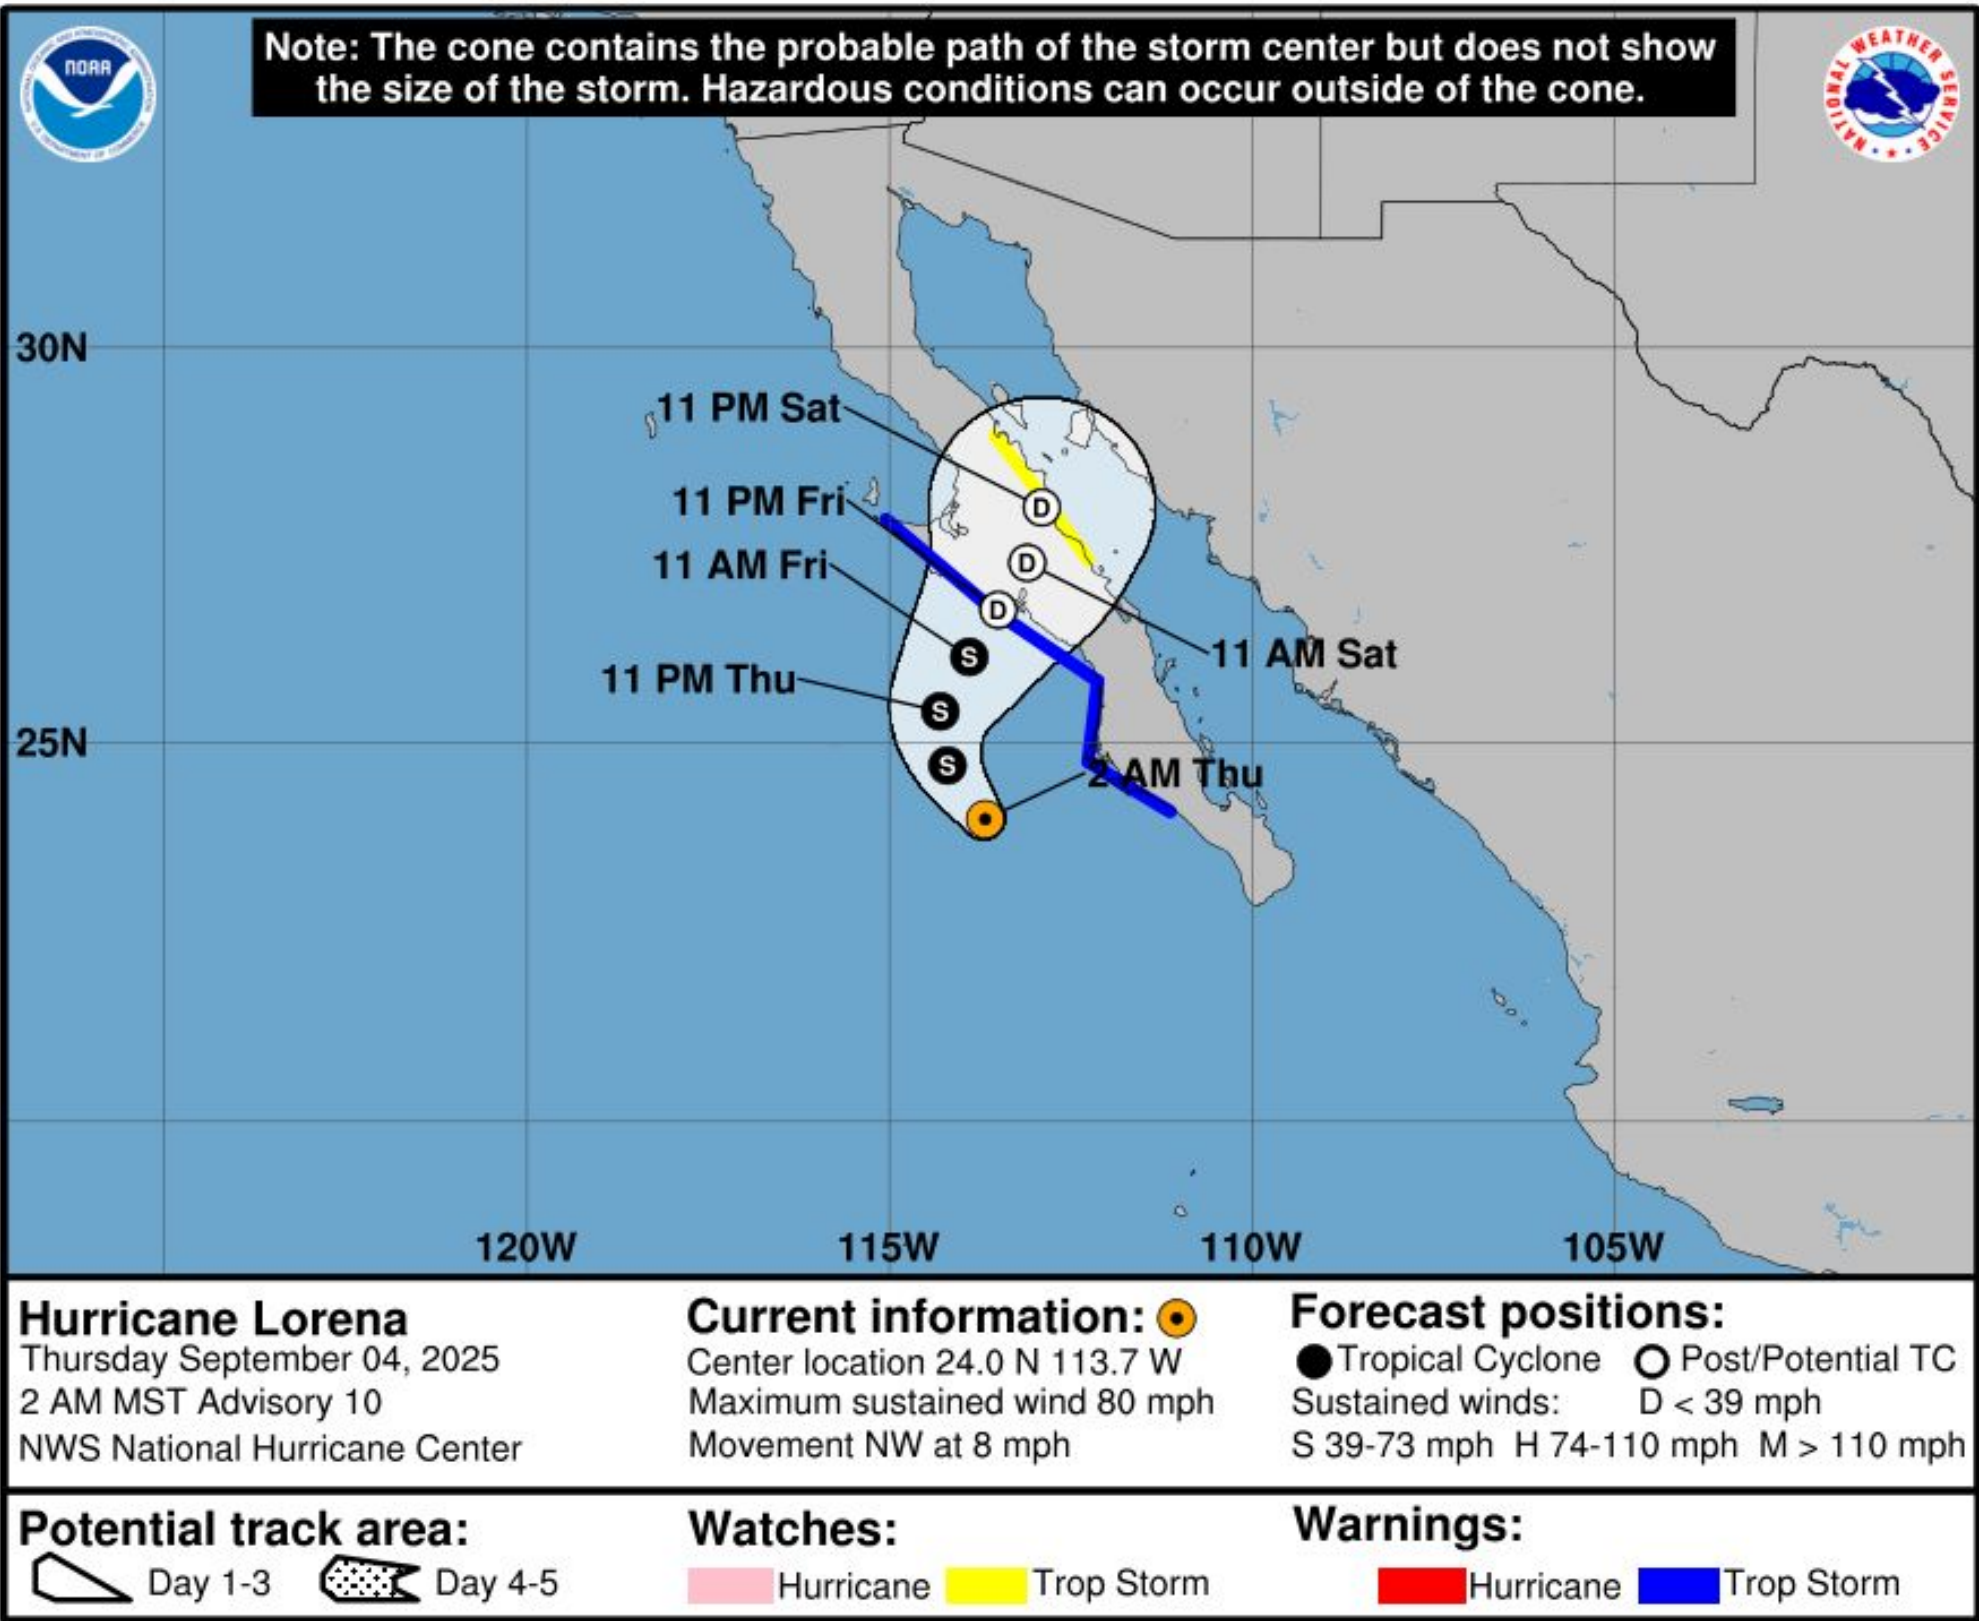 Note: The cone contains the probable path of the storm center but does not show
the size of the storm. Hazardous conditions can occur outside of the cone.
NOAA
NATIONAL WEATHER SERVICE
30N
11 PM Sat
11 PM Fri
11 AM Fri
11 AM Sat
11 PM Thu
25N
2 AM Thu
D
D
D
S
S
S
120W
115W
110W
105W
Hurricane Lorena
Thursday September 04, 2025
2 AM MST Advisory 10
NWS National Hurricane Center
Current information:
Center location 24.0 N 113.7 W
Maximum sustained wind 80 mph
Movement NW at 8 mph
Forecast positions:
Tropical Cyclone Post/Potential TC
Sustained winds: D < 39 mph
S 39-73 mph H 74-110 mph M > 110 mph
Potential track area:
Day 1-3 Day 4-5
Watches:
Hurricane Trop Storm
Warnings:
Hurricane Trop Storm